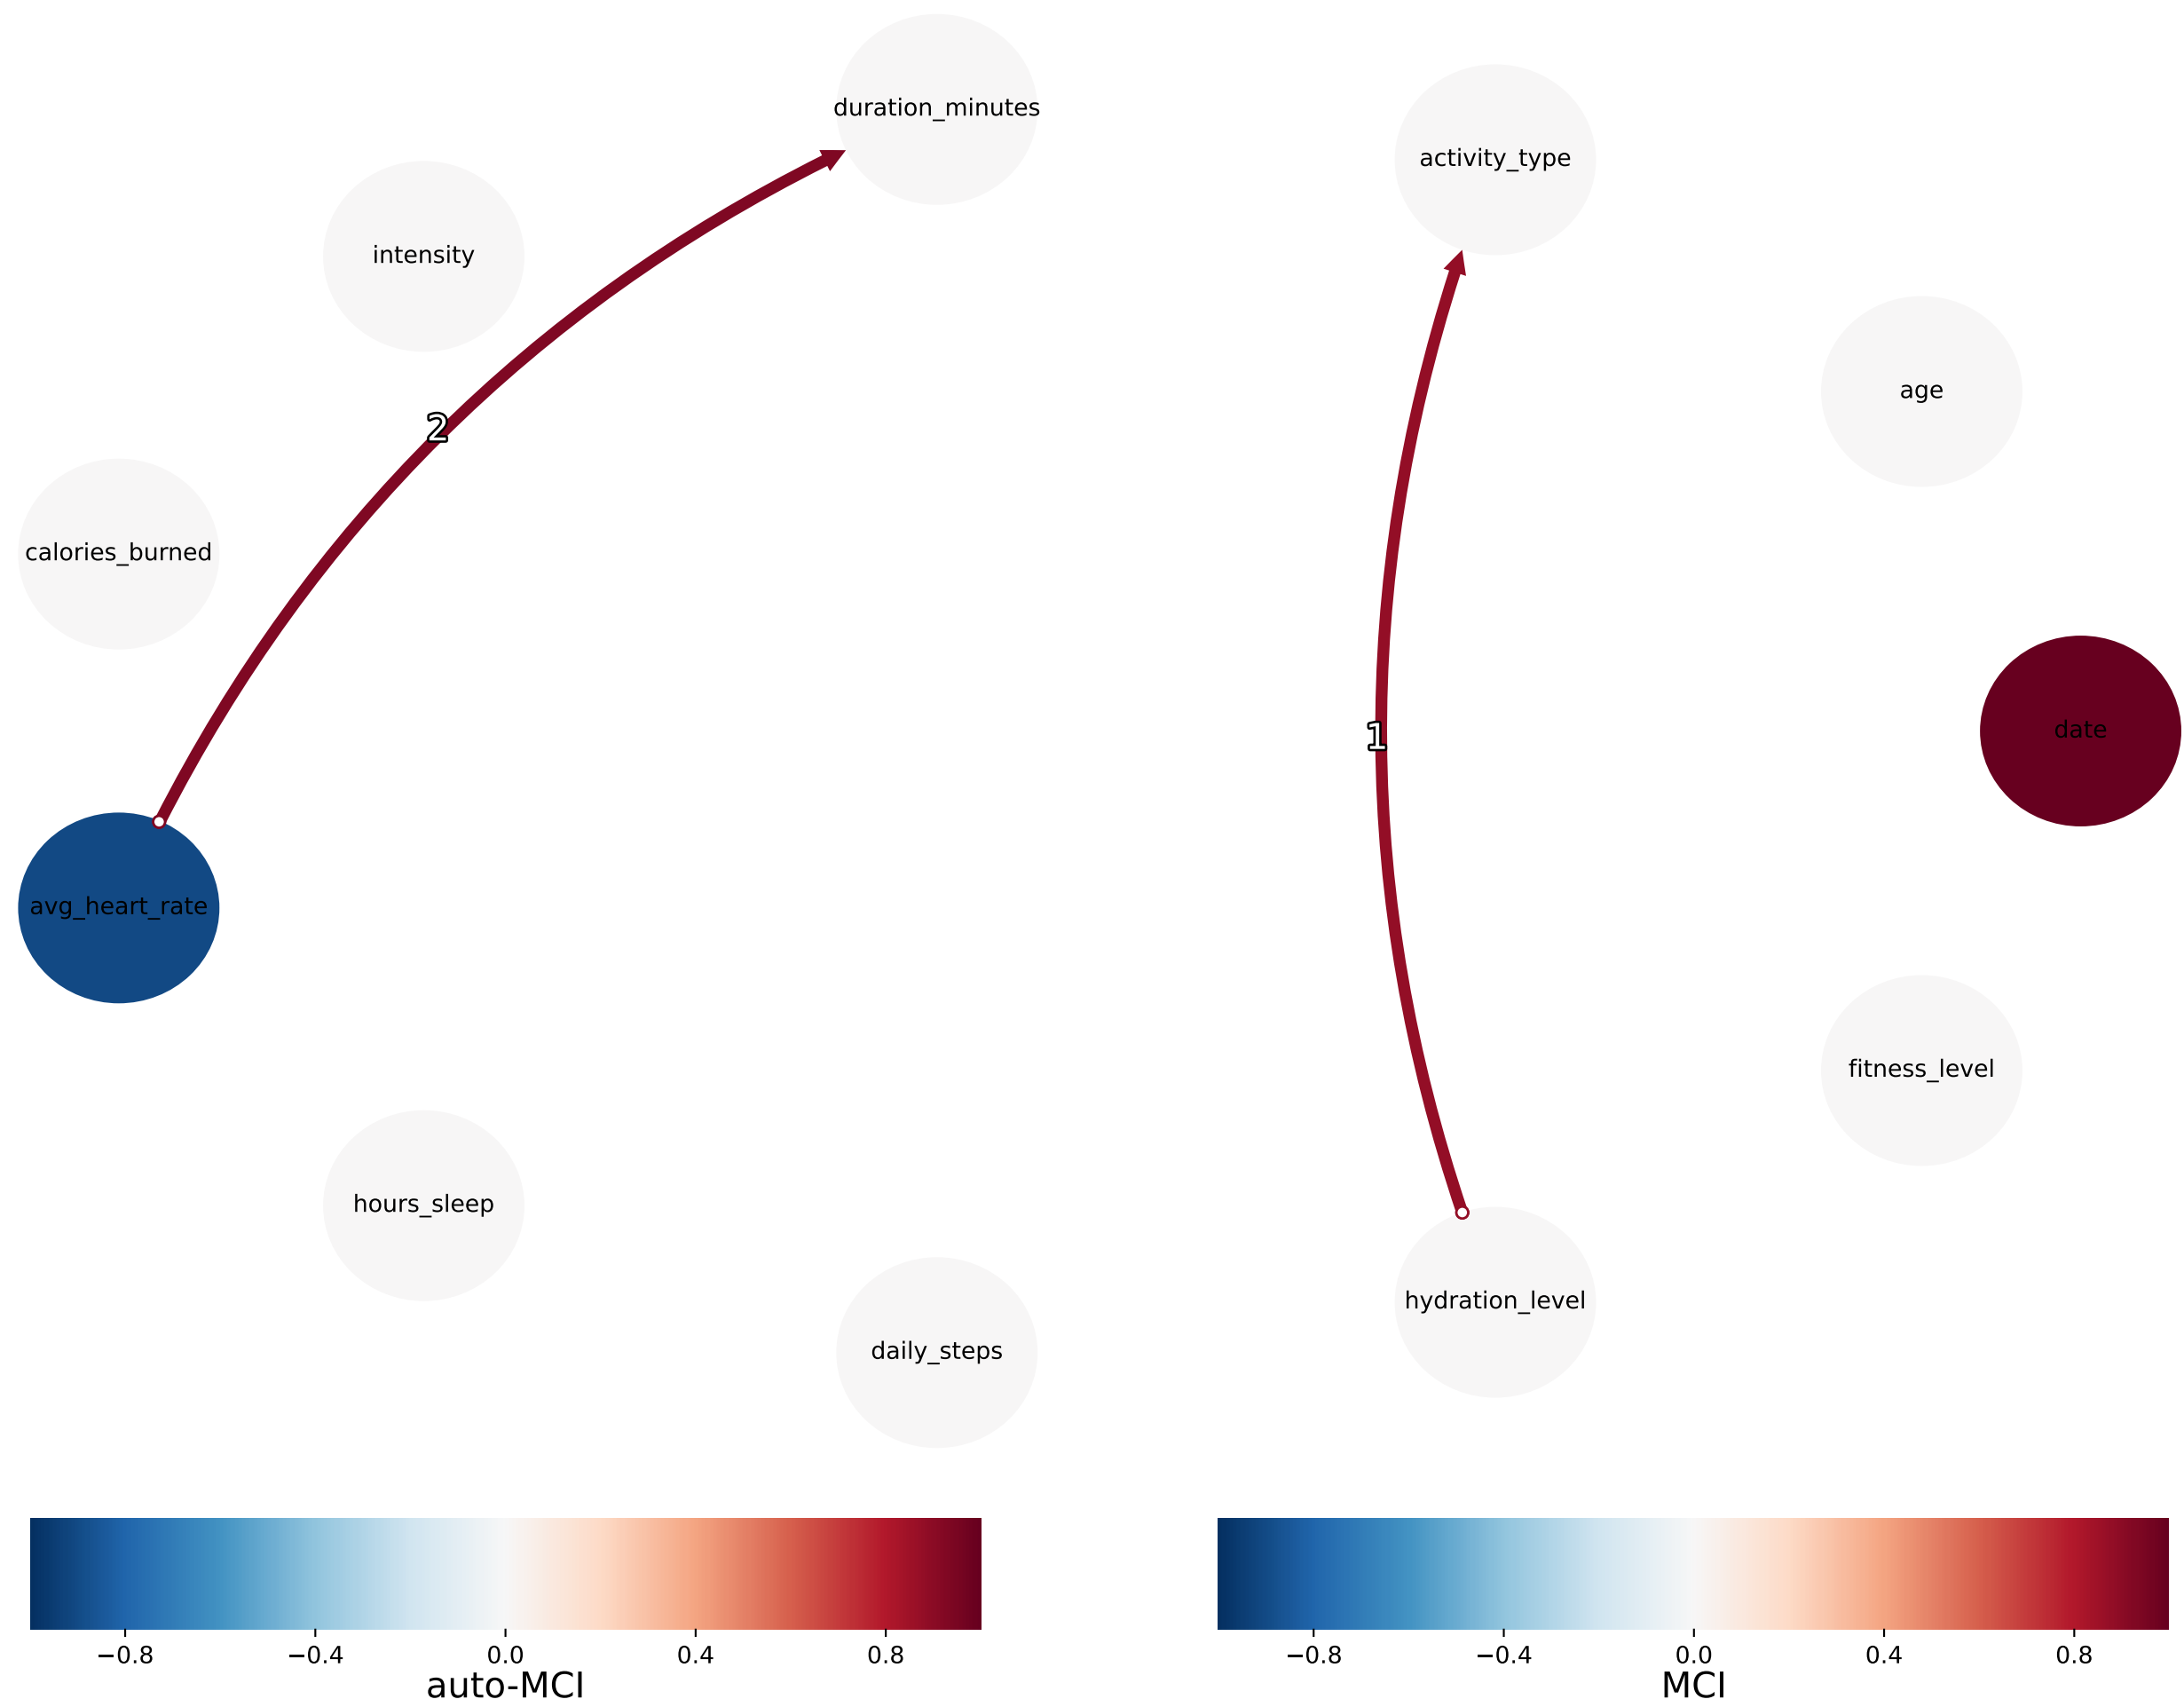 duration_minutes
activity_type
intensity
age
2
calories_burned
1
date
avg_heart_rate
fitness_level
hours_sleep
hydration_level
daily_steps
−0.8 −0.4 0.0 0.4 0.8
auto-MCI
−0.8 −0.4 0.0 0.4 0.8
MCI